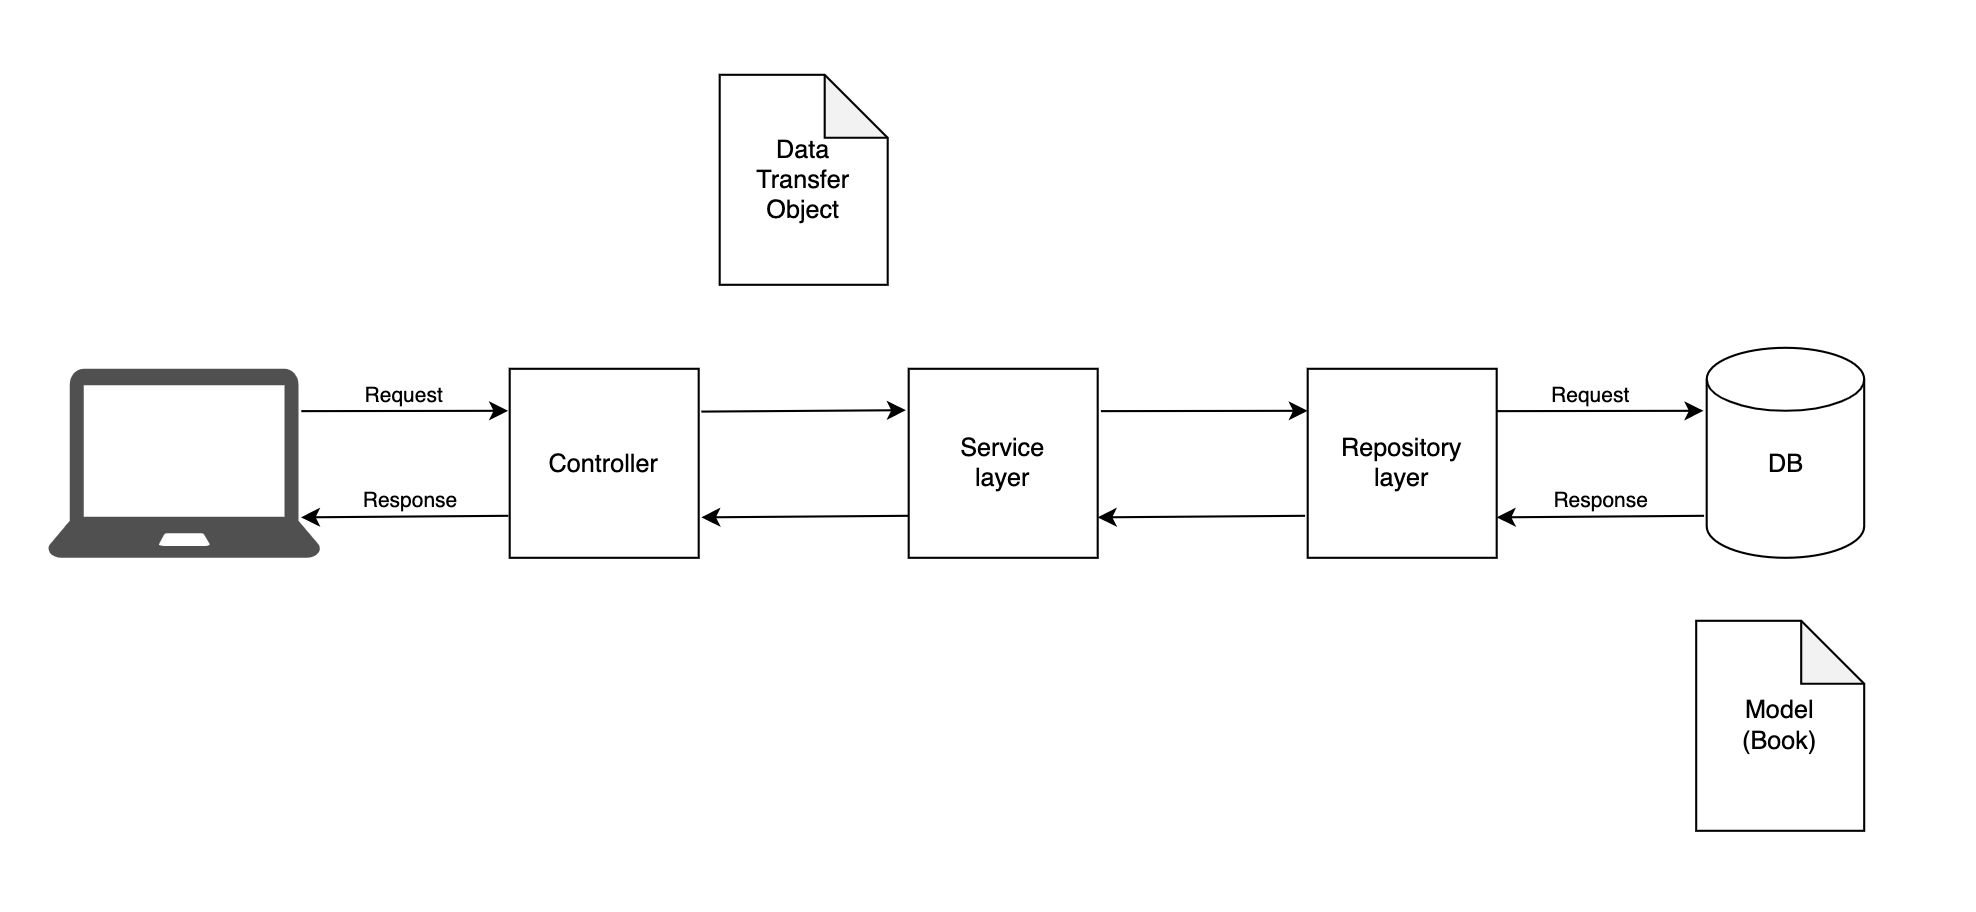 Data
Transfer
Object
Request
Response
Controller
Service
layer
Repository
layer
Request
Response
DB
Model
(Book)